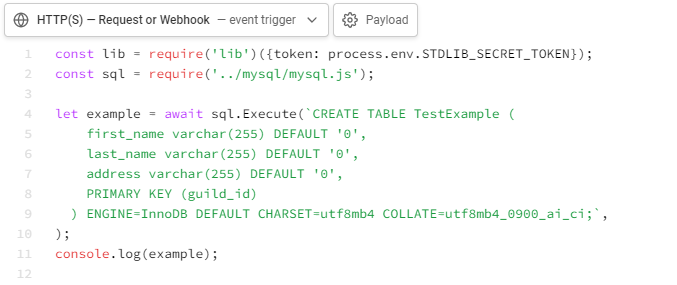 HTTP(S) — Request or Webhook — event trigger Payload
1 const lib = require('lib')({token: process.env.STDLIB_SECRET_TOKEN});
2 const sql = require('../mysql/mysql.js');
3
4 let example = await sql.Execute(`CREATE TABLE TestExample (
5 first_name varchar(255) DEFAULT '0',
6 last_name varchar(255) DEFAULT '0',
7 address varchar(255) DEFAULT '0',
8 PRIMARY KEY (guild_id)
9 ) ENGINE=InnoDB DEFAULT CHARSET=utf8mb4 COLLATE=utf8mb4_0900_ai_ci;`,
10 );
11 console.log(example);
12